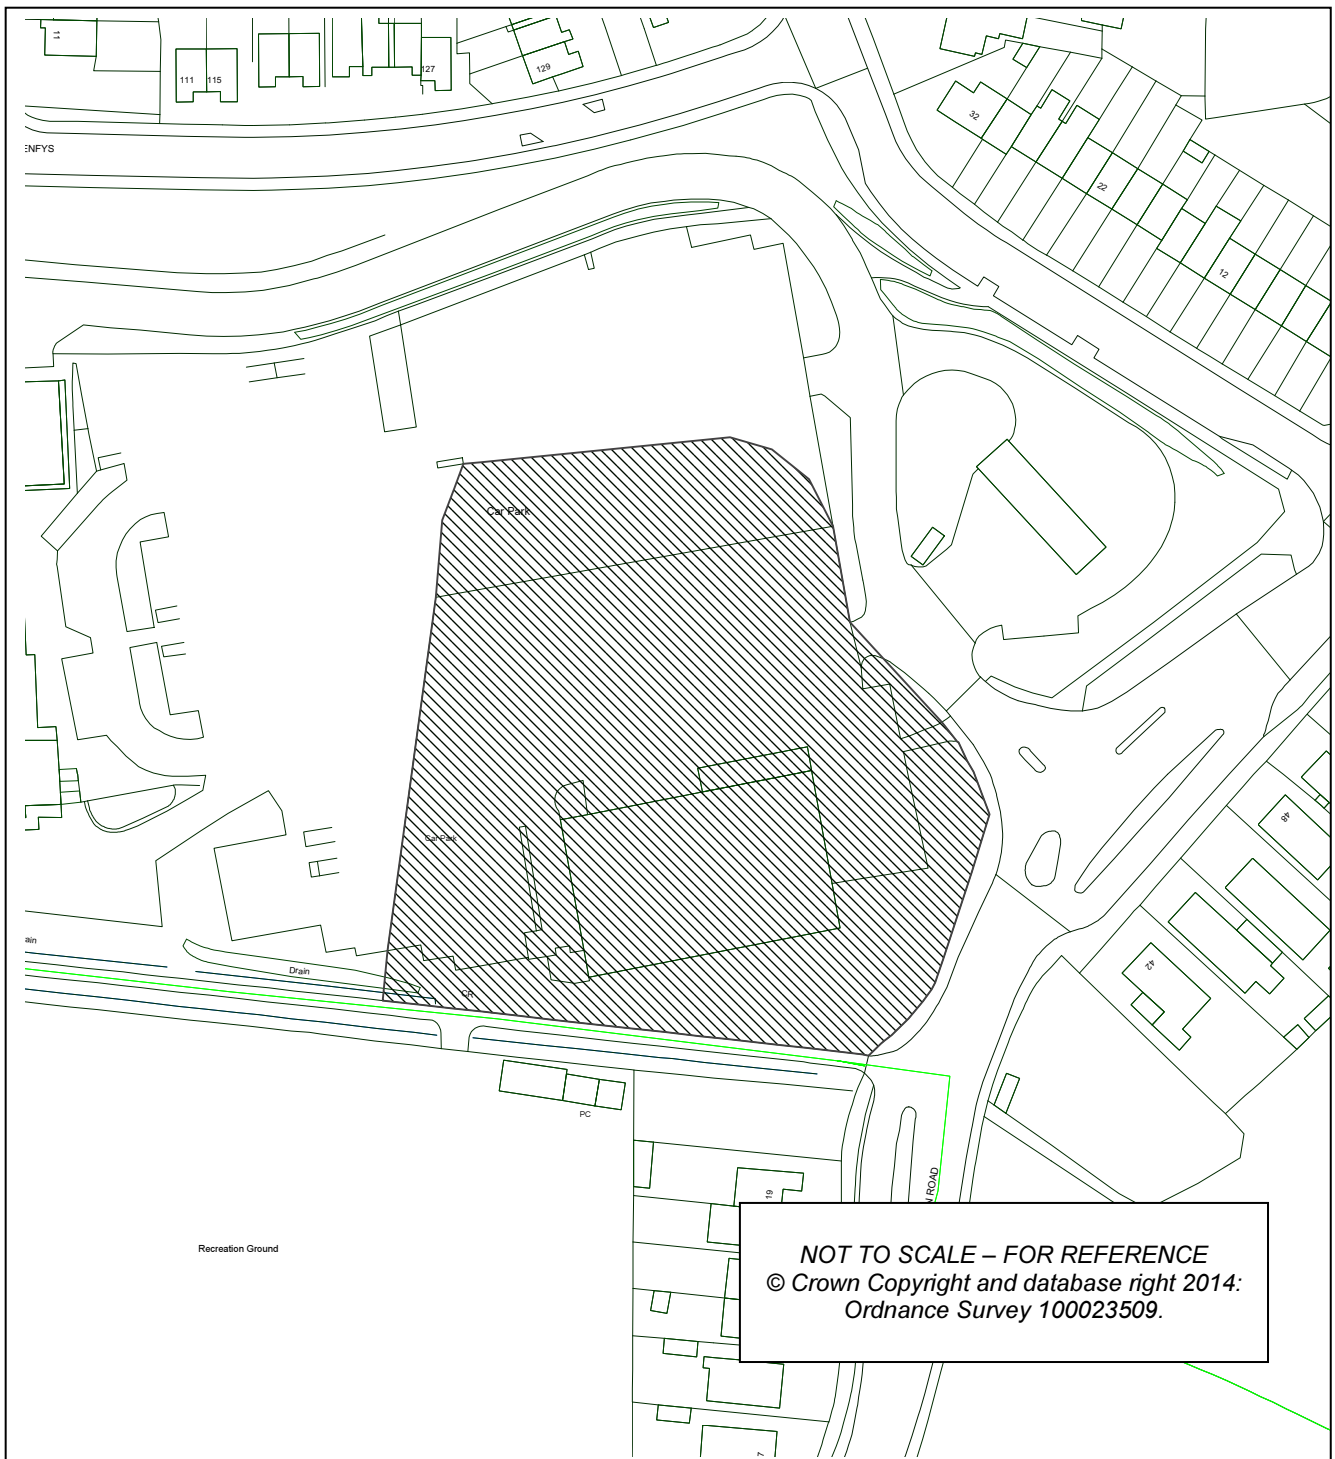 11
111 115
127
129
ENFYS
32
22
12
Car Park
Car Park
48
42
ain
Drain
CR
PC
19
N ROAD
Recreation Ground
NOT TO SCALE – FOR REFERENCE
© Crown Copyright and database right 2014:
Ordnance Survey 100023509.